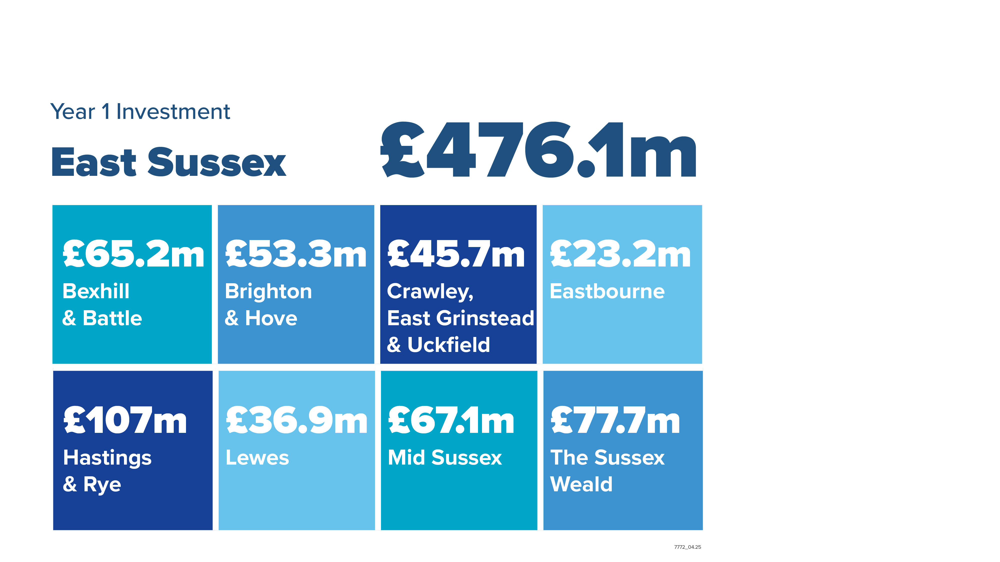 Year 1 Investment
East Sussex
£476.1m
£65.2m
Bexhill
& Battle
£53.3m
Brighton
& Hove
£45.7m
Crawley,
East Grinstead
& Uckfield
£23.2m
Eastbourne
£107m
Hastings
& Rye
£36.9m
Lewes
£67.1m
Mid Sussex
£77.7m
The Sussex
Weald
7772_04.25